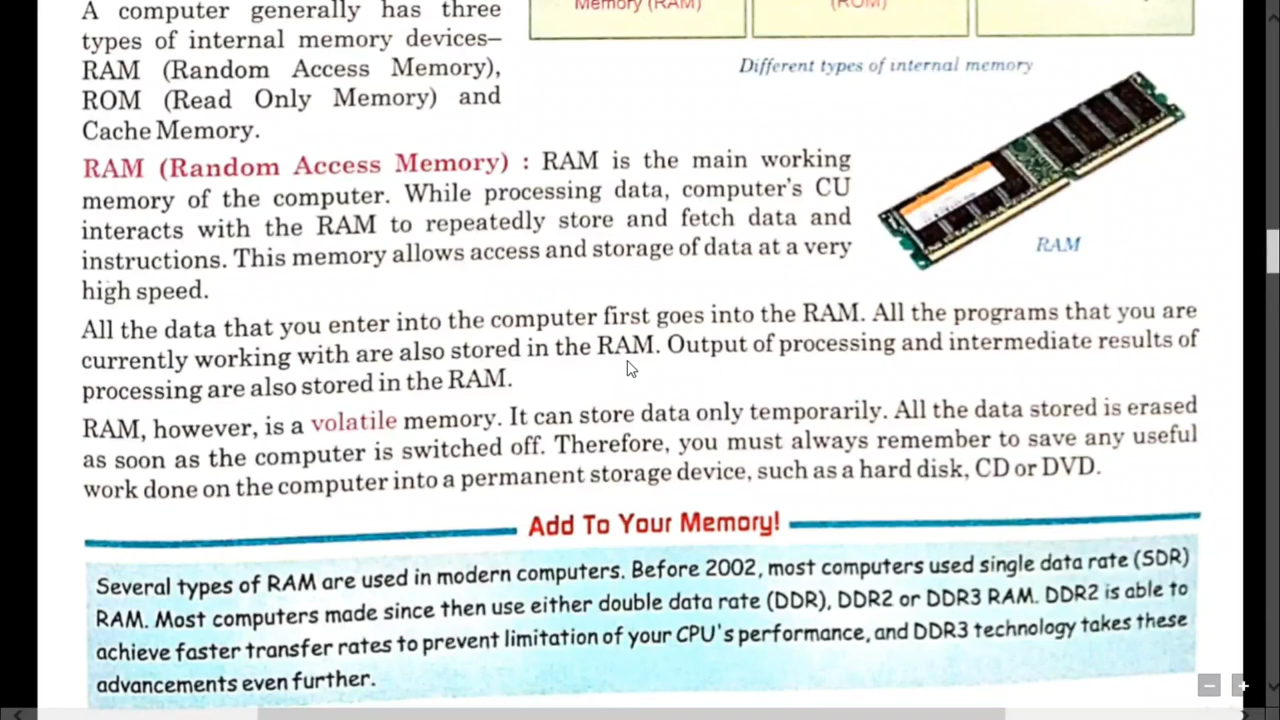 A computer generally has three
types of internal memory devices–
RAM (Random Access Memory),
ROM (Read Only Memory) and
Cache Memory.
Memory (RAM)
(ROM)
Different types of internal memory
RAM (Random Access Memory) : RAM is the main working
memory of the computer. While processing data, computer's CU
interacts with the RAM to repeatedly store and fetch data and
instructions. This memory allows access and storage of data at a very
high speed.
RAM
All the data that you enter into the computer first goes into the RAM. All the programs that you are
currently working with are also stored in the RAM. Output of processing and intermediate results of
processing are also stored in the RAM.
RAM, however, is a volatile memory. It can store data only temporarily. All the data stored is erased
as soon as the computer is switched off. Therefore, you must always remember to save any useful
work done on the computer into a permanent storage device, such as a hard disk, CD or DVD.
Add To Your Memory!
Several types of RAM are used in modern computers. Before 2002, most computers used single data rate (SDR)
RAM. Most computers made since then use either double data rate (DDR), DDR2 or DDR3 RAM. DDR2 is able to
achieve faster transfer rates to prevent limitation of your CPU's performance, and DDR3 technology takes these
advancements even further.